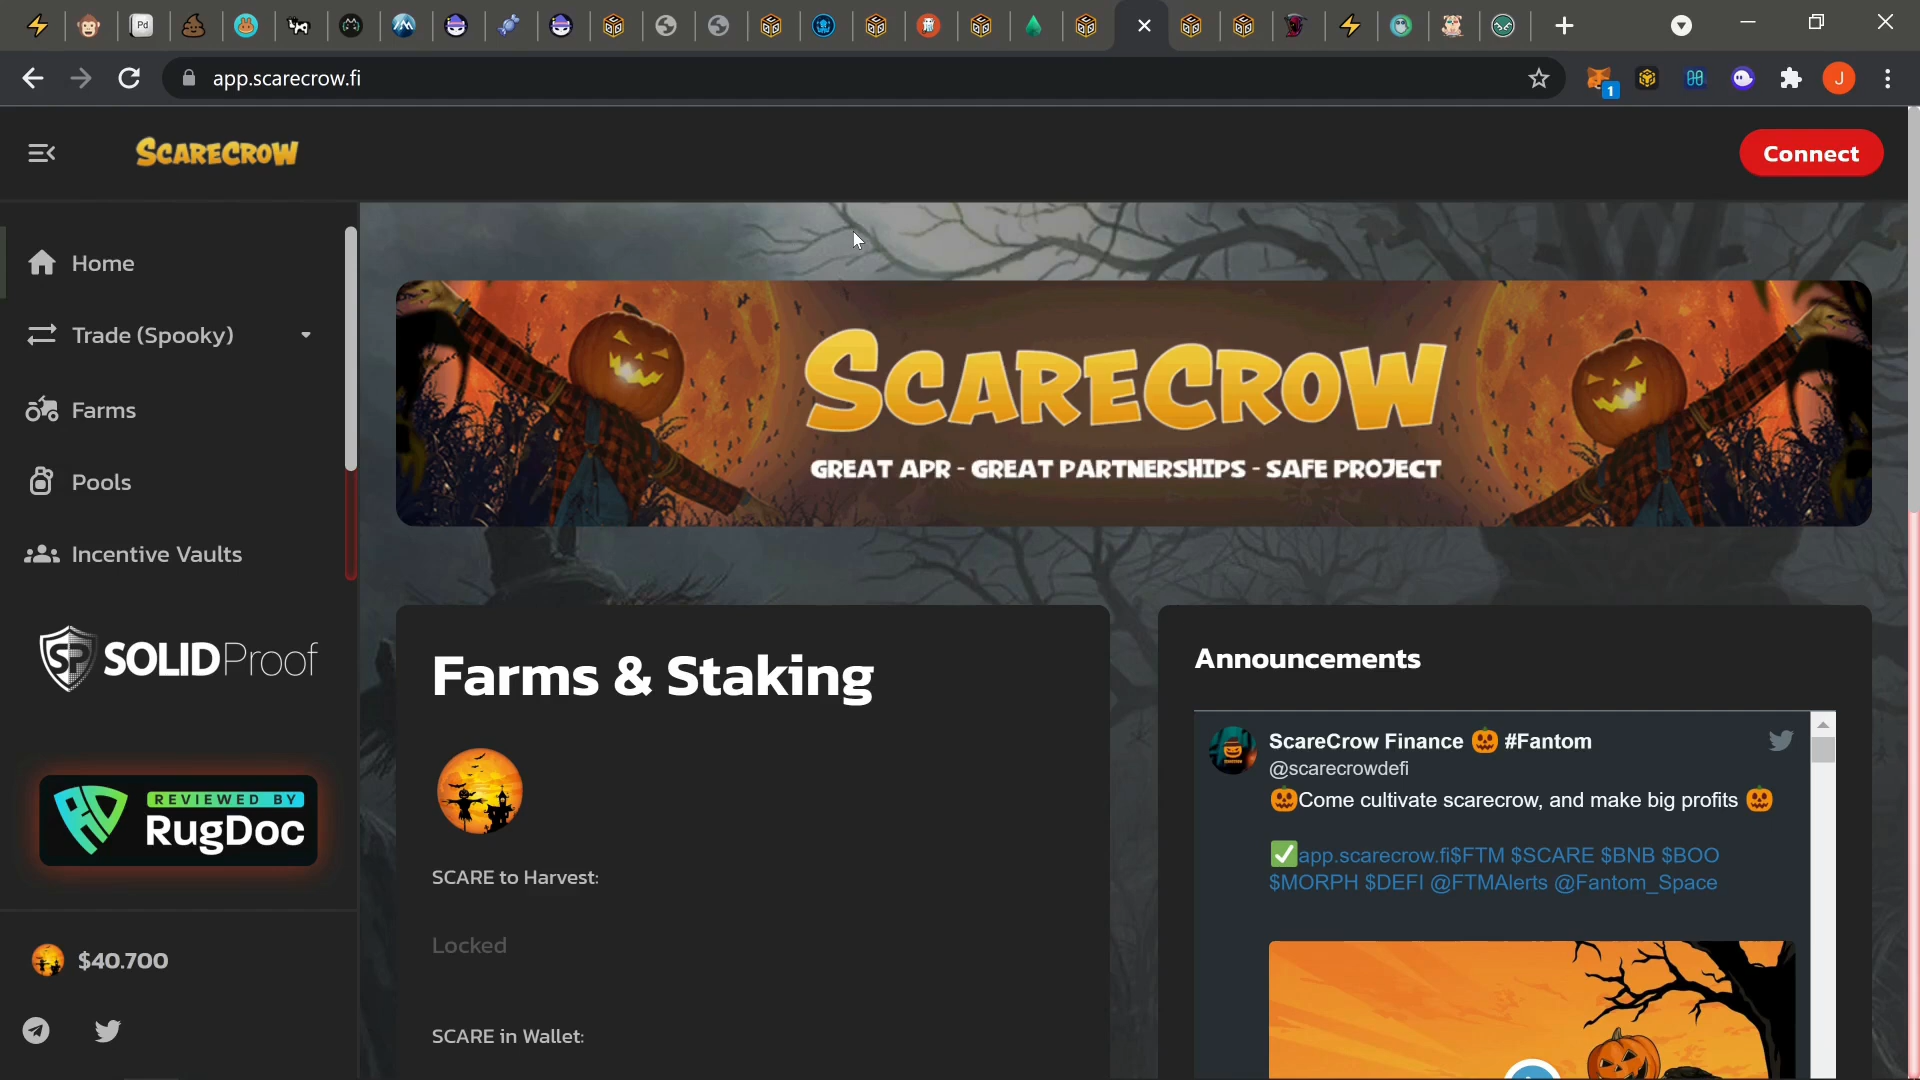 Pd
app.scarecrow.fi
1
J
SCARECROW
Connect
Home
Trade (Spooky)
Farms
Pools
Incentive Vaults
SP SOLIDProof
REVIEWED BY
RugDoc
$40.700
SCARECROW
GREAT APR - GREAT PARTNERSHIPS - SAFE PROJECT
Farms & Staking
SCARE to Harvest:
Locked
SCARE in Wallet:
Announcements
ScareCrow Finance 🎃 #Fantom
@scarecrowdefi
🎃Come cultivate scarecrow, and make big profits 🎃
✅app.scarecrow.fi$FTM $SCARE $BNB $BOO
$MORPH $DEFI @FTMAlerts @Fantom_Space